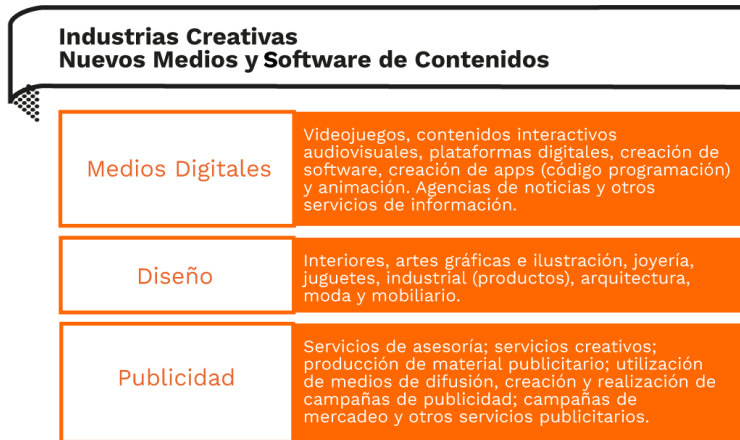 Industrias Creativas
Nuevos Medios y Software de Contenidos
Medios Digitales
Videojuegos, contenidos interactivos
audiovisuales, plataformas digitales, creación de
software, creación de apps (código programación)
y animación. Agencias de noticias y otros
servicios de información.
Diseño
Interiores, artes gráficas e ilustración, joyería,
juguetes, industrial (productos), arquitectura,
moda y mobiliario.
Publicidad
Servicios de asesoría; servicios creativos;
producción de material publicitario; utilización
de medios de difusión, creación y realización de
campañas de publicidad; campañas de
mercadeo y otros servicios publicitarios.